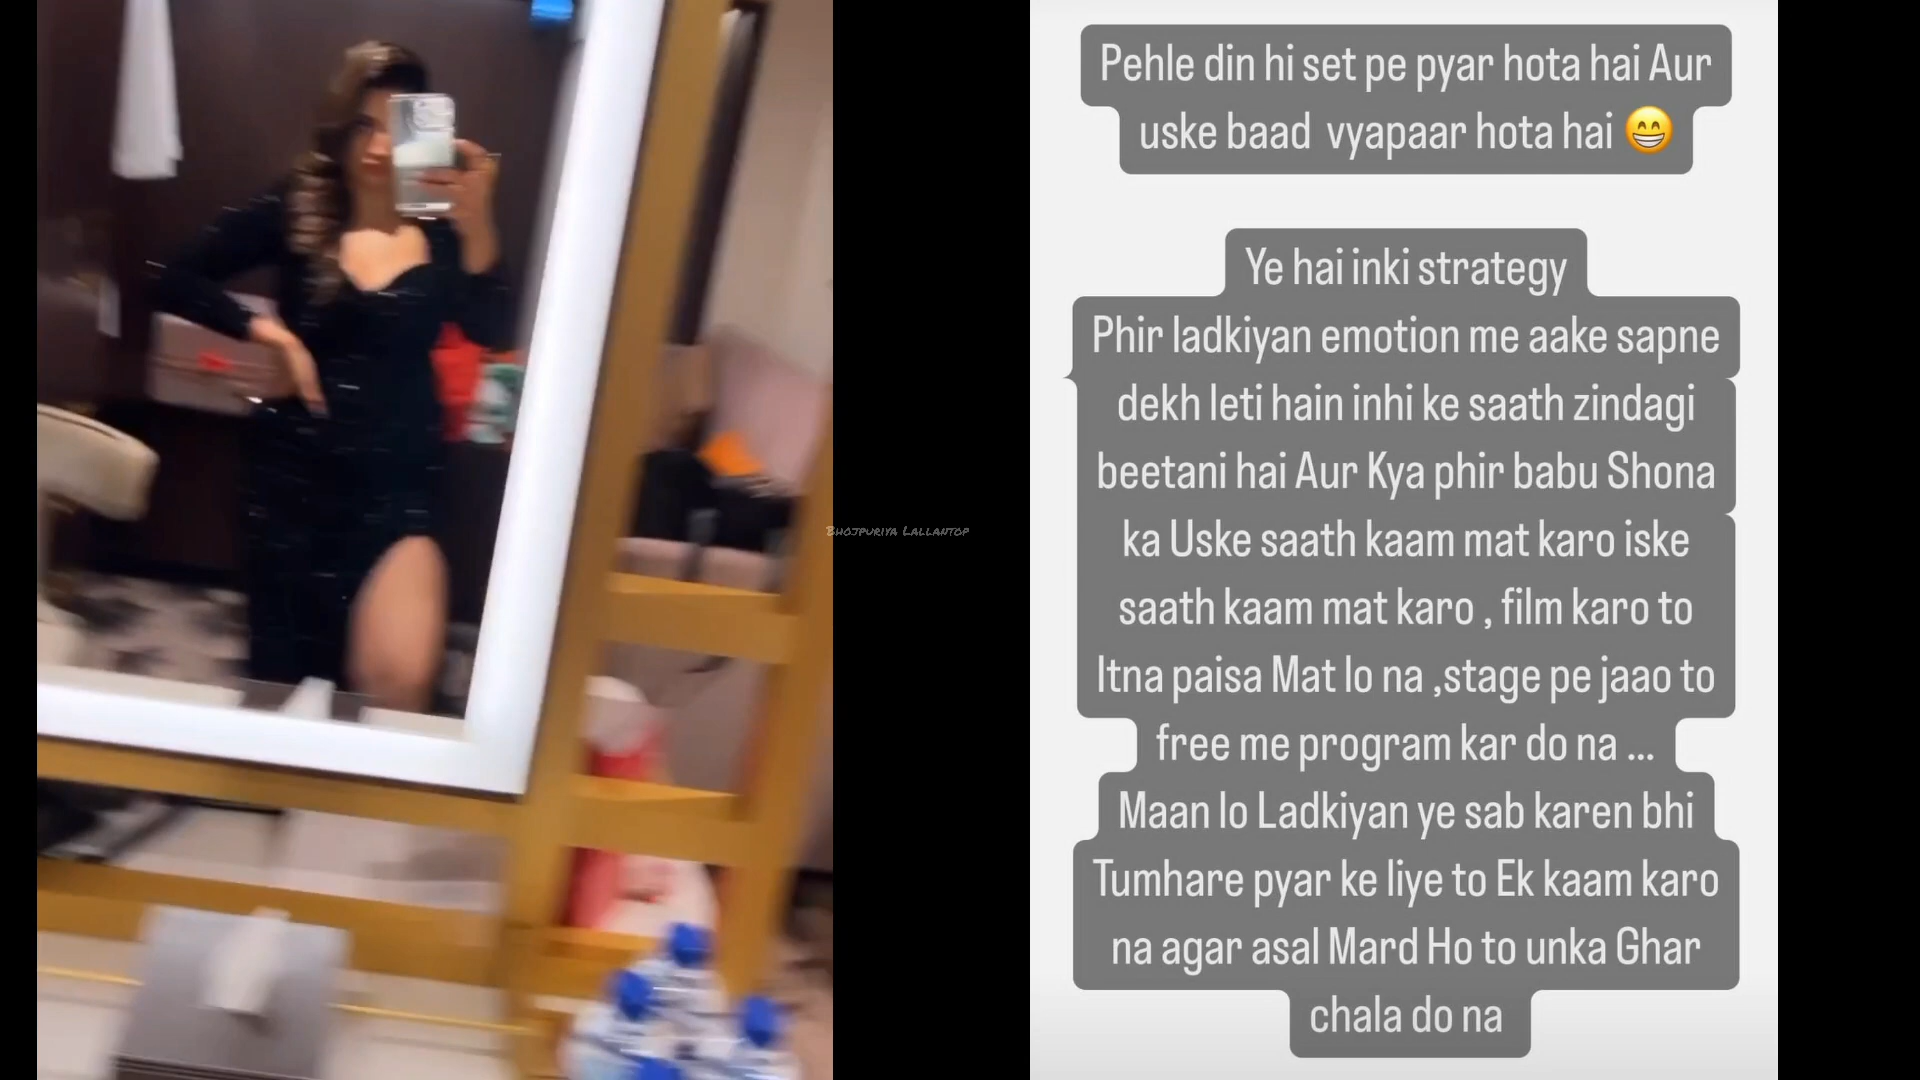 Pehle din hi set pe pyar hota hai Aur
uske baad vyapaar hota hai 😁
Ye hai inki strategy
Phir ladkiyan emotion me aake sapne
dekh leti hain inhi ke saath zindagi
beetani hai Aur Kya phir babu Shona
ka Uske saath kaam mat karo iske
saath kaam mat karo , film karo to
Itna paisa Mat lo na ,stage pe jaao to
free me program kar do na ...
Maan lo Ladkiyan ye sab karen bhi
Tumhare pyar ke liye to Ek kaam karo
na agar asal Mard Ho to unka Ghar
chala do na
Bhojpuriya Lallantop